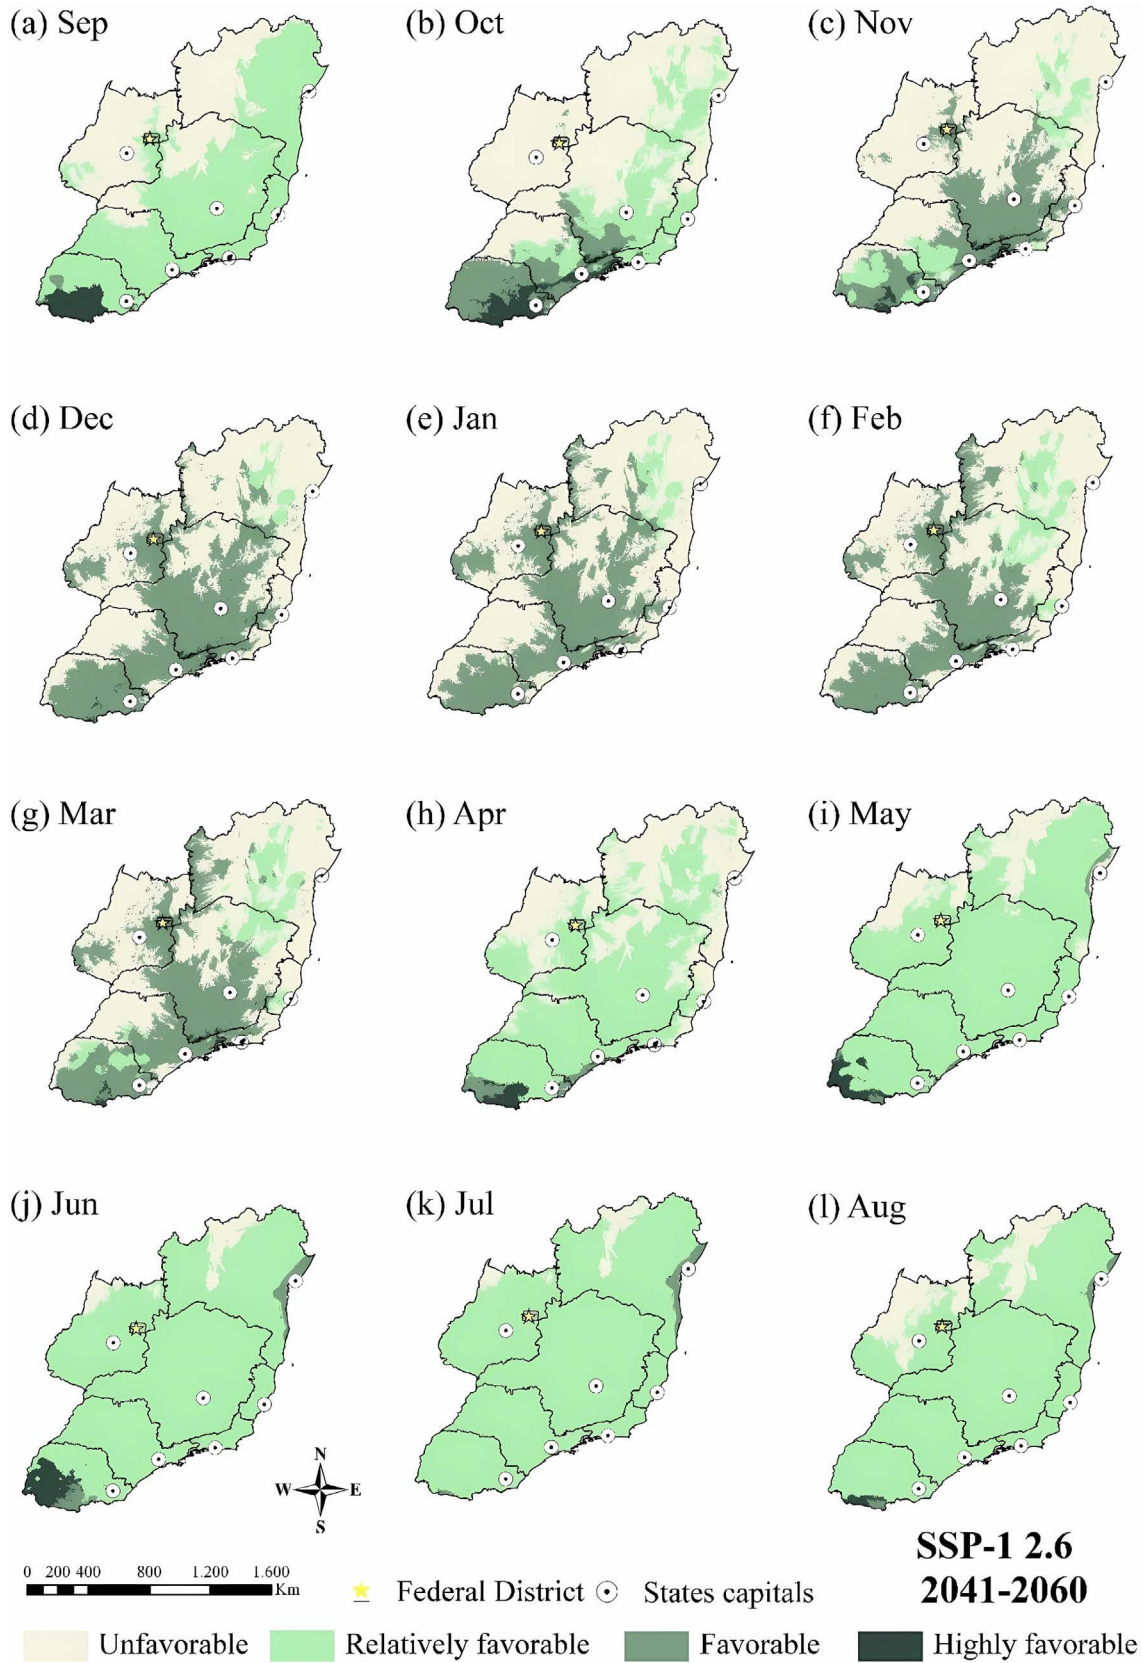 (a) Sep
(b) Oct
(c) Nov
(d) Dec
(e) Jan
(f) Feb
(g) Mar
(h) Apr
(i) May
(j) Jun
(k) Jul
(l) Aug
N
W E
S
SSP-1 2.6
2041-2060
0 200 400 800 1.200 1.600
Km
Federal District
States capitals
Unfavorable
Relatively favorable
Favorable
Highly favorable